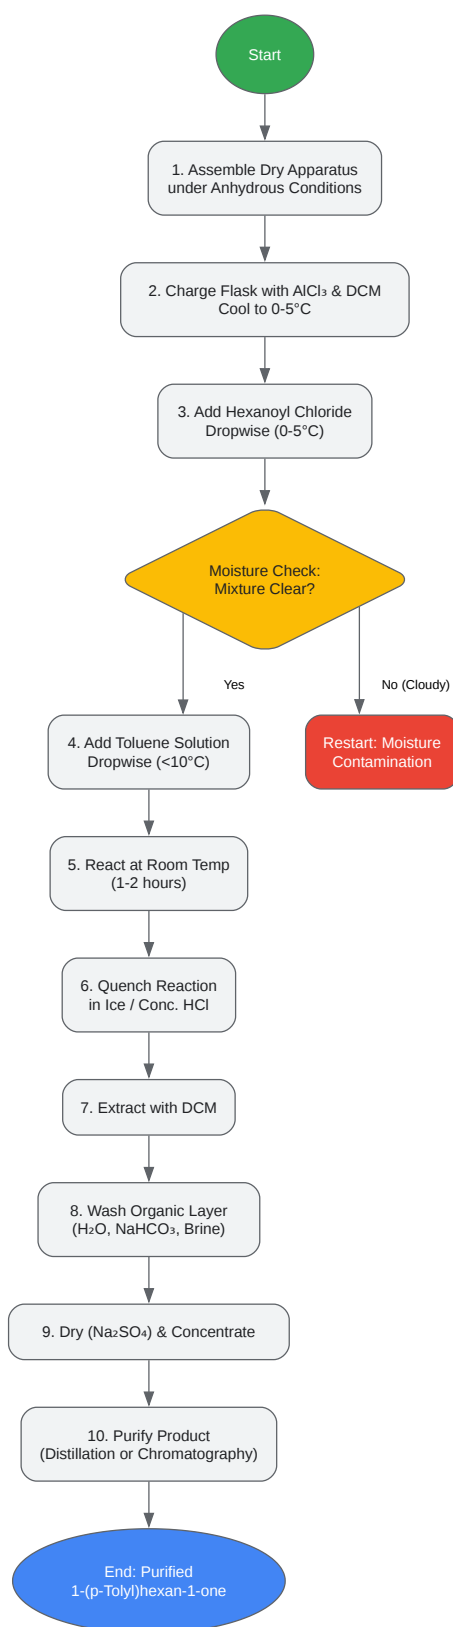 Start
1. Assemble Dry Apparatus
under Anhydrous Conditions
2. Charge Flask with AlCl₃ & DCM
Cool to 0-5°C
3. Add Hexanoyl Chloride
Dropwise (0-5°C)
Moisture Check:
Mixture Clear?
Yes
No (Cloudy)
4. Add Toluene Solution
Dropwise (<10°C)
Restart: Moisture
Contamination
5. React at Room Temp
(1-2 hours)
6. Quench Reaction
in Ice / Conc. HCl
7. Extract with DCM
8. Wash Organic Layer
(H₂O, NaHCO₃, Brine)
9. Dry (Na₂SO₄) & Concentrate
10. Purify Product
(Distillation or Chromatography)
End: Purified
1-(p-Tolyl)hexan-1-one